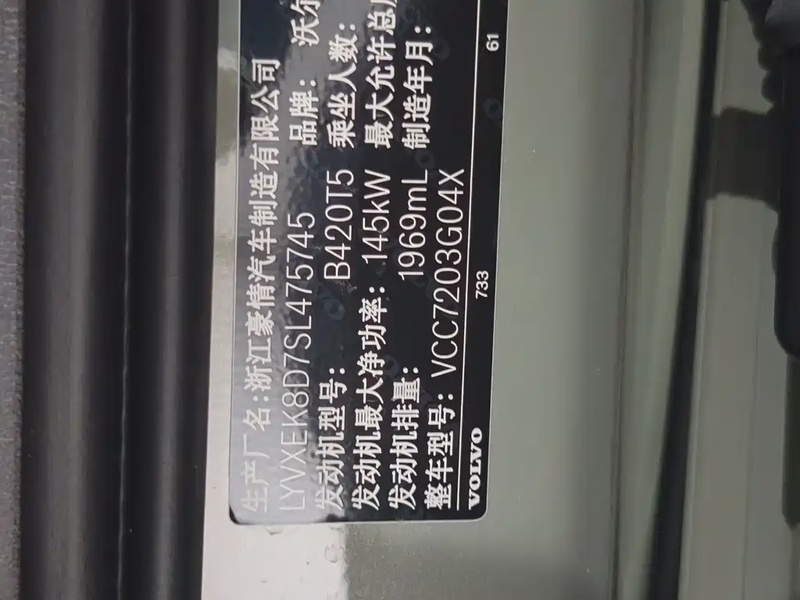 生产厂名:浙江豪情汽车制造有限公司
LYVXEK8D7SL475745 品牌: 沃尔
发动机型号: B420T5 乘坐人数:
发动机最大净功率: 145kW 最大允许总
发动机排量: 1969mL 制造年月:
整车型号: VCC7203G04X
VOLVO 733 61